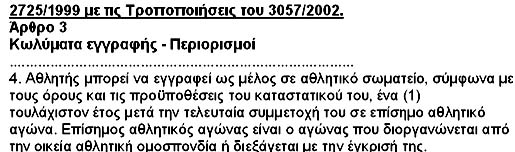 2725/1999 με τις Τροποποιήσεις του 3057/2002.
Άρθρο 3
Κωλύματα εγγραφής - Περιορισμοί
................................................................................
4. Αθλητής μπορεί να εγγραφεί ως μέλος σε αθλητικό σωματείο, σύμφωνα με
τους όρους και τις προϋποθέσεις του καταστατικού του, ένα (1)
τουλάχιστον έτος μετά την τελευταία συμμετοχή του σε επίσημο αθλητικό
αγώνα. Επίσημος αθλητικός αγώνας είναι ο αγώνας που διοργανώνεται από
την οικεία αθλητική ομοσπονδία ή διεξάγεται με την έγκρισή της.